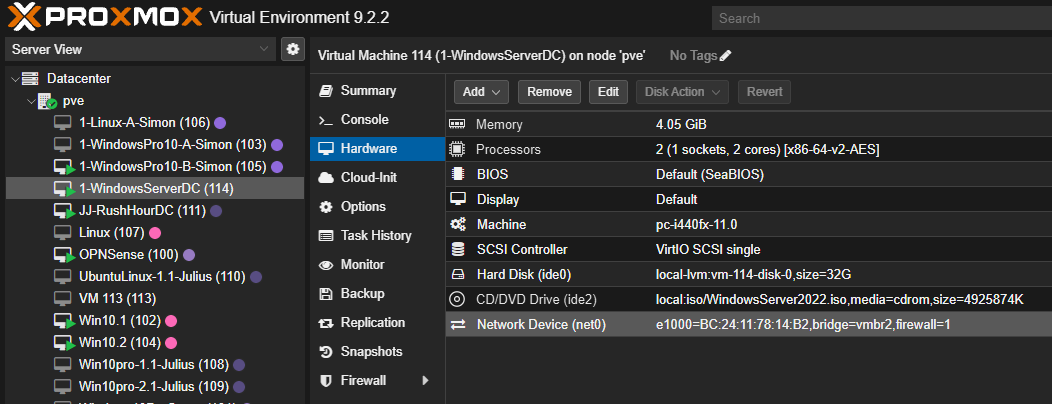 PROXMOX Virtual Environment 9.2.2
Search
Server View
Datacenter
pve
1-Linux-A-Simon (106)
1-WindowsPro10-A-Simon (103)
1-WindowsPro10-B-Simon (105)
1-WindowsServerDC (114)
JJ-RushHourDC (111)
Linux (107)
OPNSense (100)
UbuntuLinux-1.1-Julius (110)
VM 113 (113)
Win10.1 (102)
Win10.2 (104)
Win10pro-1.1-Julius (108)
Win10pro-2.1-Julius (109)
Virtual Machine 114 (1-WindowsServerDC) on node 'pve' No Tags
Summary
Console
Hardware
Cloud-Init
Options
Task History
Monitor
Backup
Replication
Snapshots
Firewall
Add Remove Edit Disk Action Revert
Memory 4.05 GiB
Processors 2 (1 sockets, 2 cores) [x86-64-v2-AES]
BIOS Default (SeaBIOS)
Display Default
Machine pc-i440fx-11.0
SCSI Controller VirtIO SCSI single
Hard Disk (ide0) local-lvm:vm-114-disk-0,size=32G
CD/DVD Drive (ide2) local:iso/WindowsServer2022.iso,media=cdrom,size=4925874K
Network Device (net0) e1000=BC:24:11:78:14:B2,bridge=vmbr2,firewall=1